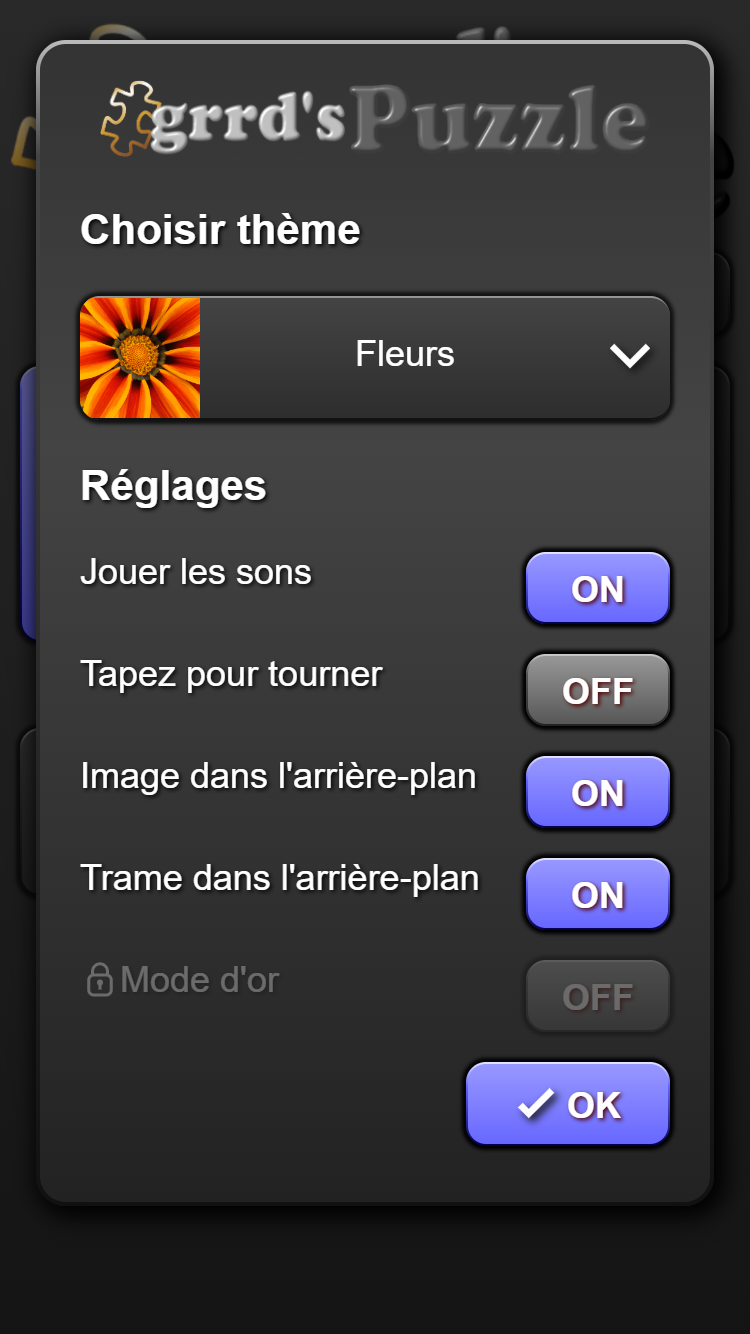 grrd's Puzzle
Choisir thème
Fleurs
Réglages
Jouer les sons
ON
Tapez pour tourner
OFF
Image dans l'arrière-plan
ON
Trame dans l'arrière-plan
ON
Mode d'or
OFF
OK